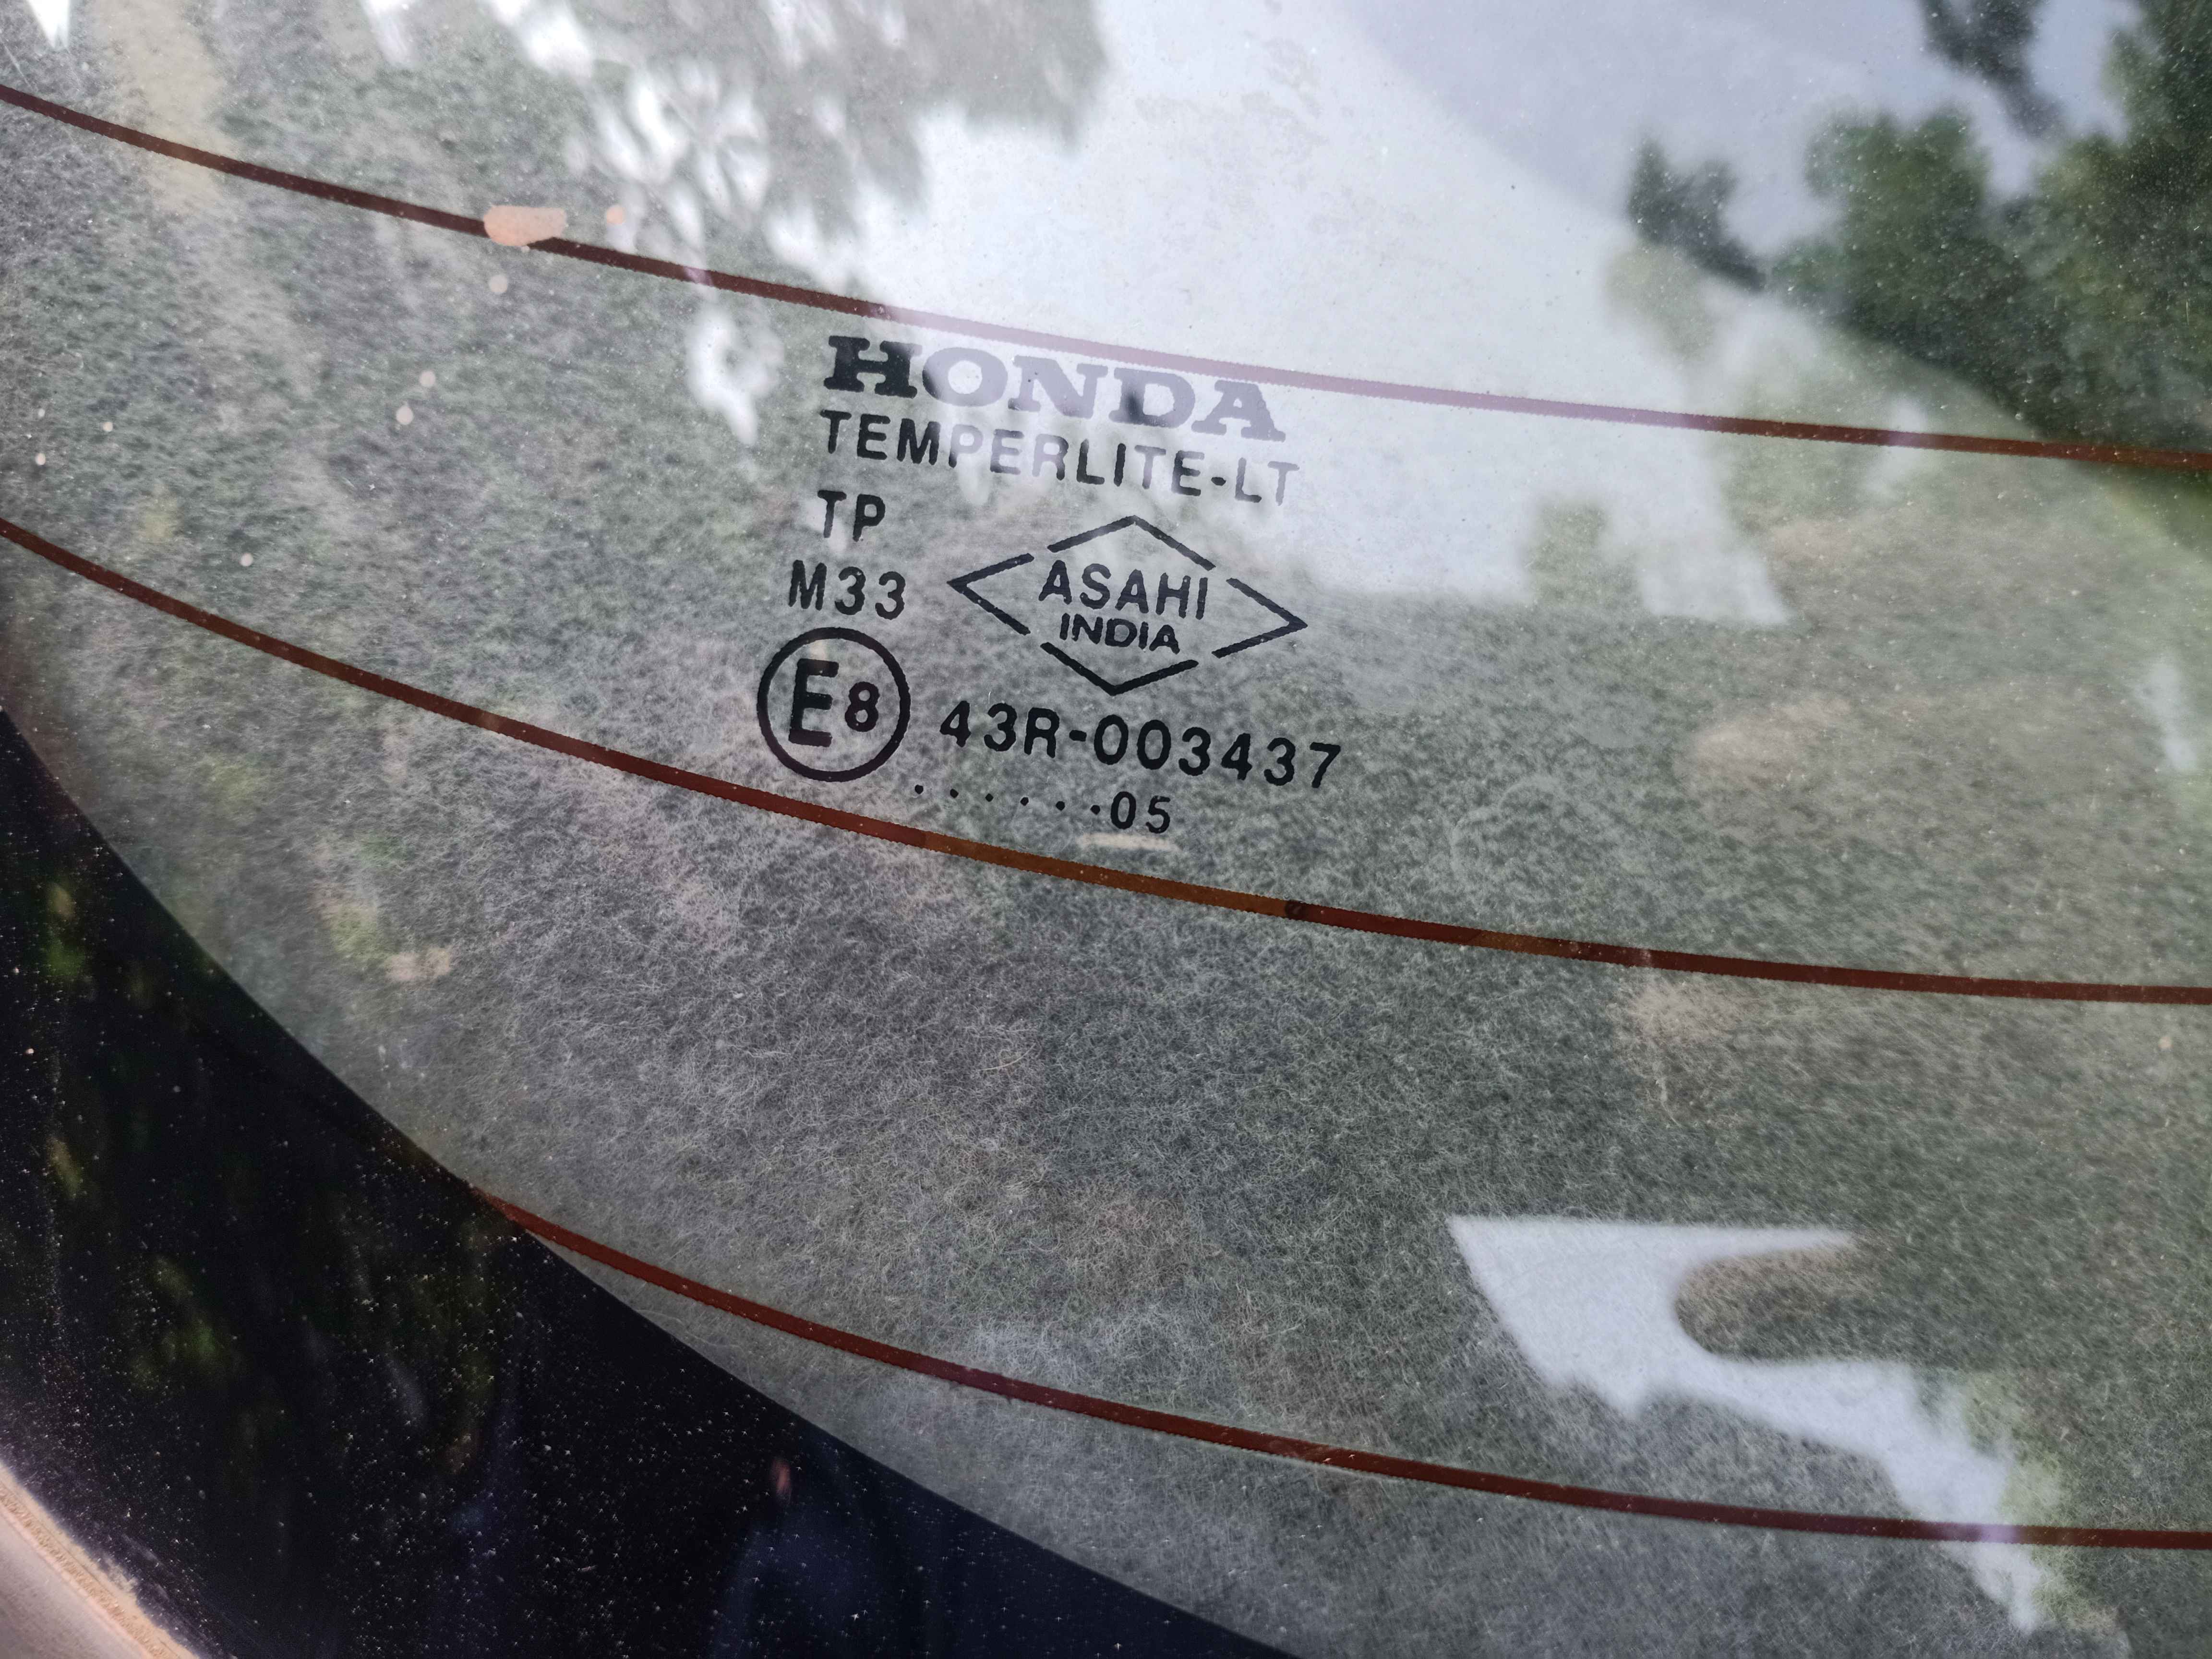 HONDA
TEMPERLITE-LT
TP
M33
ASAHI
INDIA
E8 43R-003437
······05